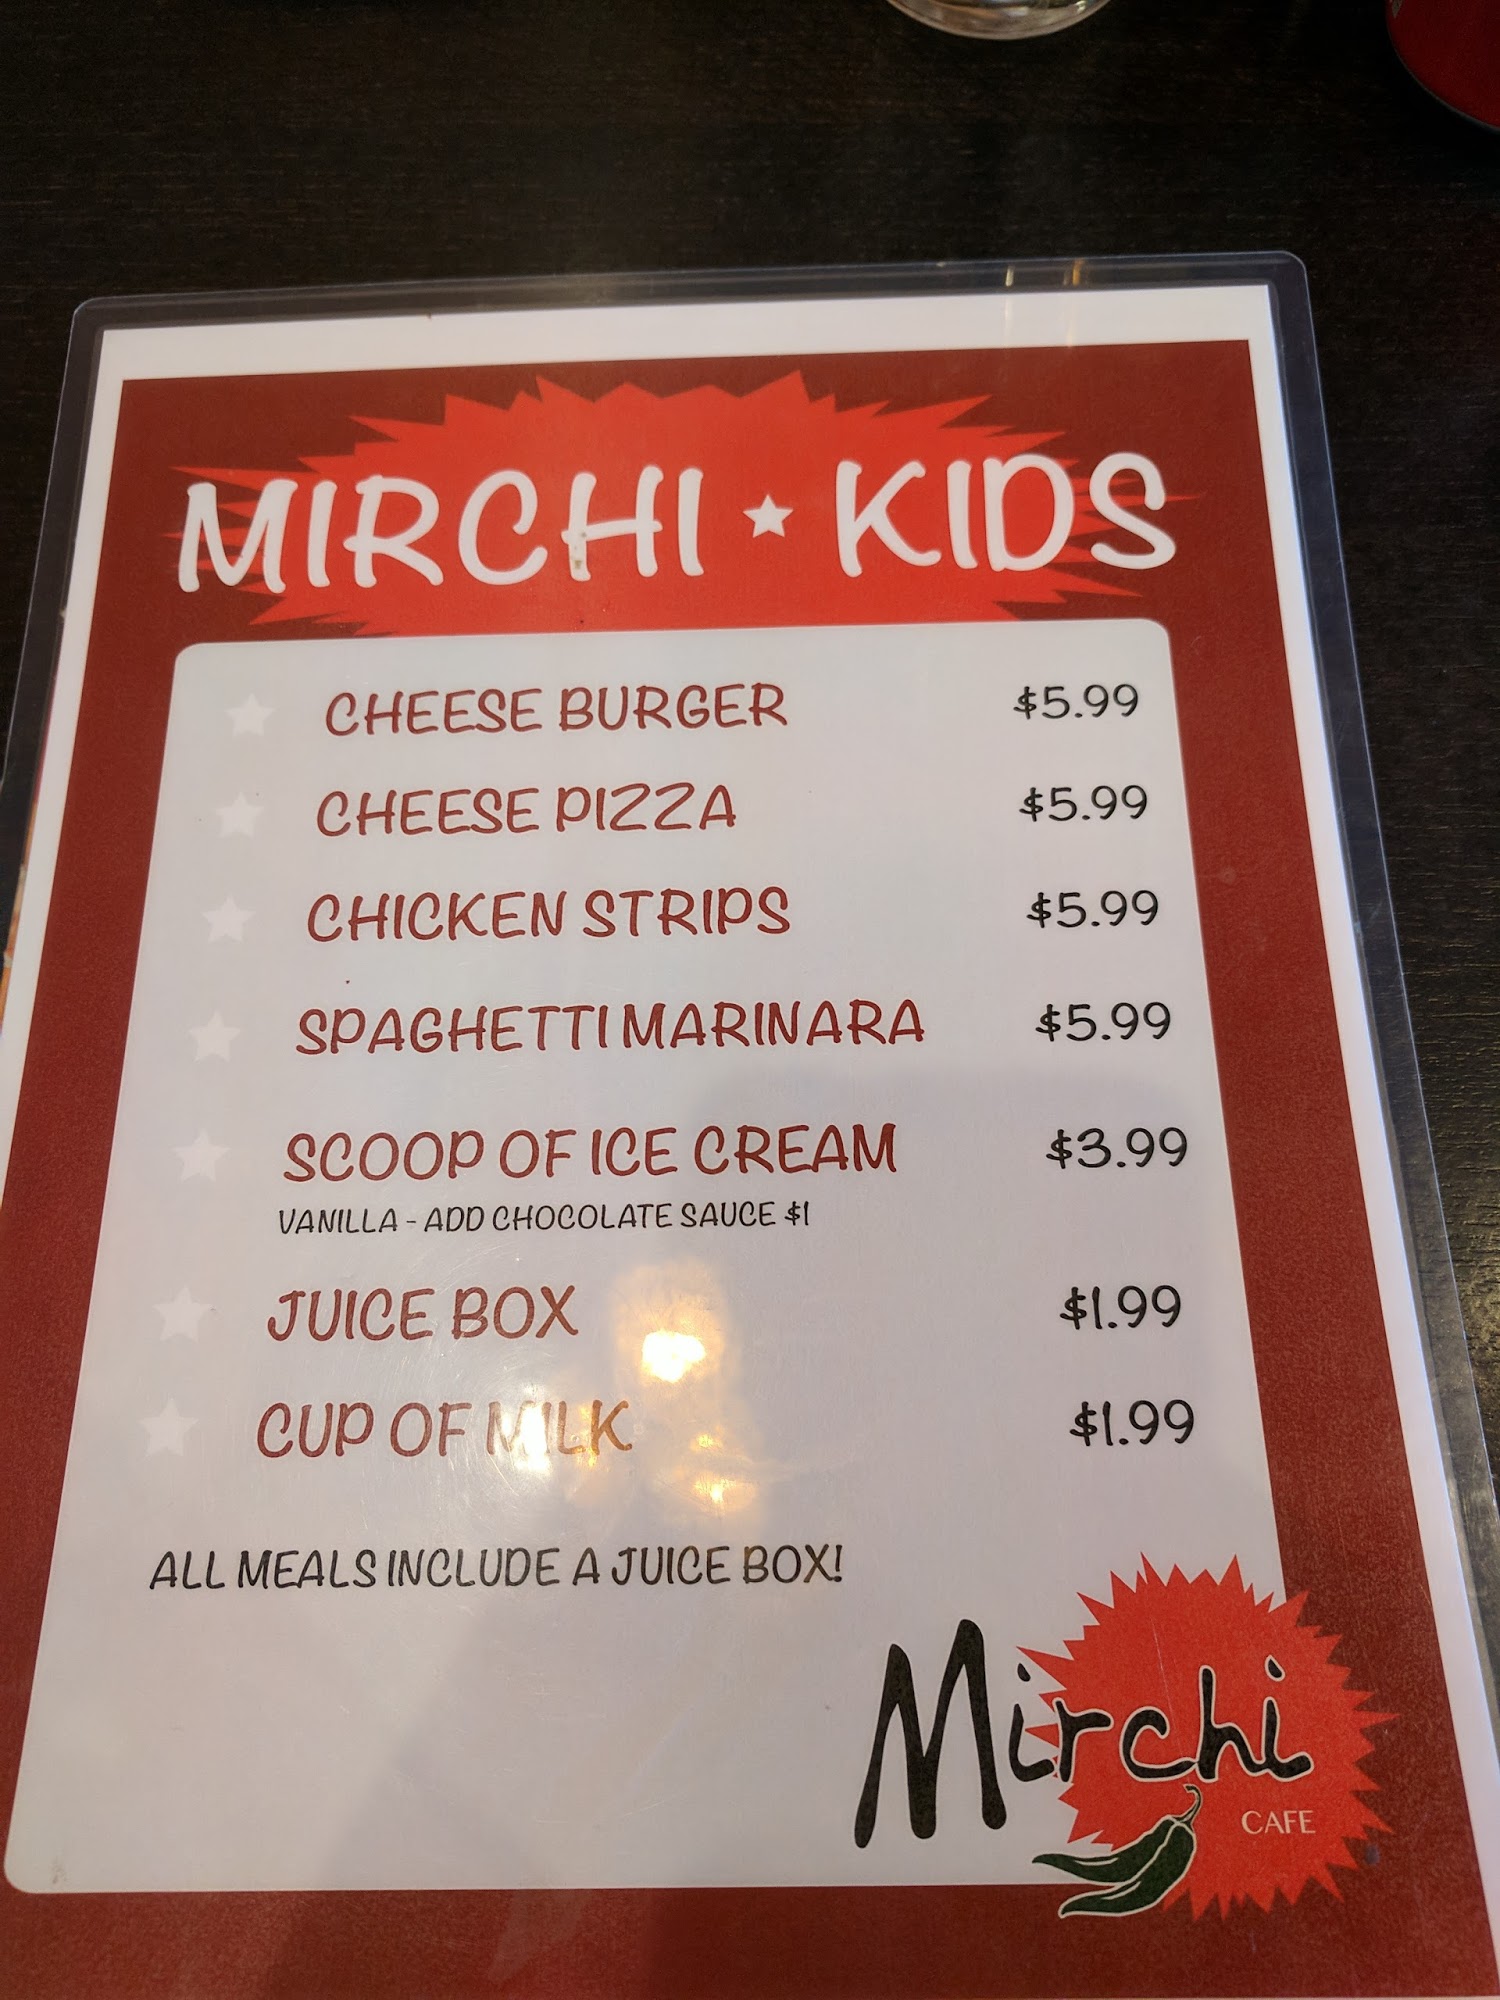 MIRCHI ★ KIDS
CHEESE BURGER $5.99
CHEESE PIZZA $5.99
CHICKEN STRIPS $5.99
SPAGHETTI MARINARA $5.99
SCOOP OF ICE CREAM $3.99
VANILLA - ADD CHOCOLATE SAUCE $1
JUICE BOX $1.99
CUP OF MILK $1.99
ALL MEALS INCLUDE A JUICE BOX!
Mirchi
CAFE